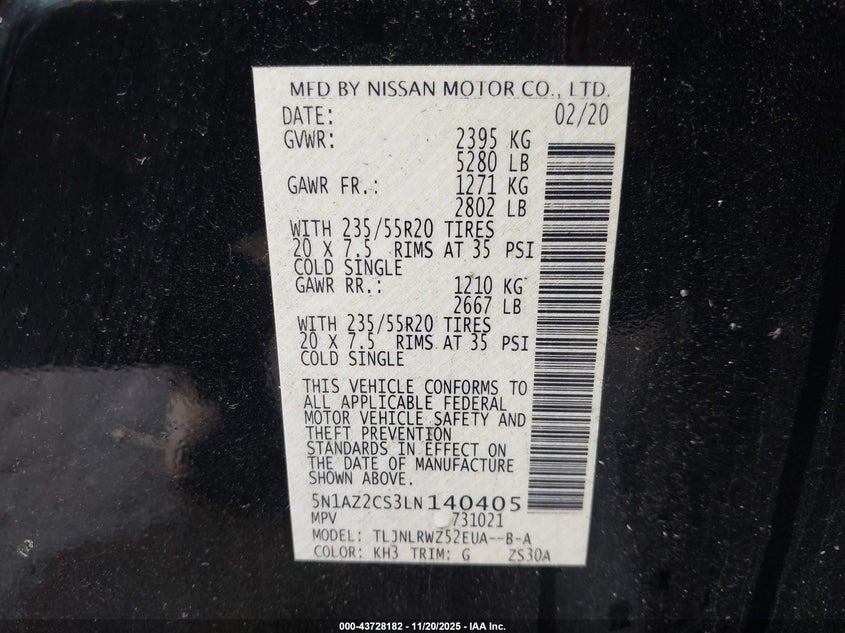 MFD BY NISSAN MOTOR CO., LTD.
DATE: 02/20
GVWR: 2395 KG
5280 LB
GAWR FR.: 1271 KG
2802 LB
WITH 235/55R20 TIRES
20 X 7.5 RIMS AT 35 PSI
COLD SINGLE
GAWR RR.: 1210 KG
2667 LB
WITH 235/55R20 TIRES
20 X 7.5 RIMS AT 35 PSI
COLD SINGLE
THIS VEHICLE CONFORMS TO
ALL APPLICABLE FEDERAL
MOTOR VEHICLE SAFETY AND
THEFT PREVENTION
STANDARDS IN EFFECT ON
THE DATE OF MANUFACTURE
SHOWN ABOVE.
5N1AZ2CS3LN140405
MPV 731021
MODEL: TLJNLRWZ52EUA--B-A
COLOR: KH3 TRIM: G ZS30A
000-43728182 - 11/20/2025 - IAA Inc.